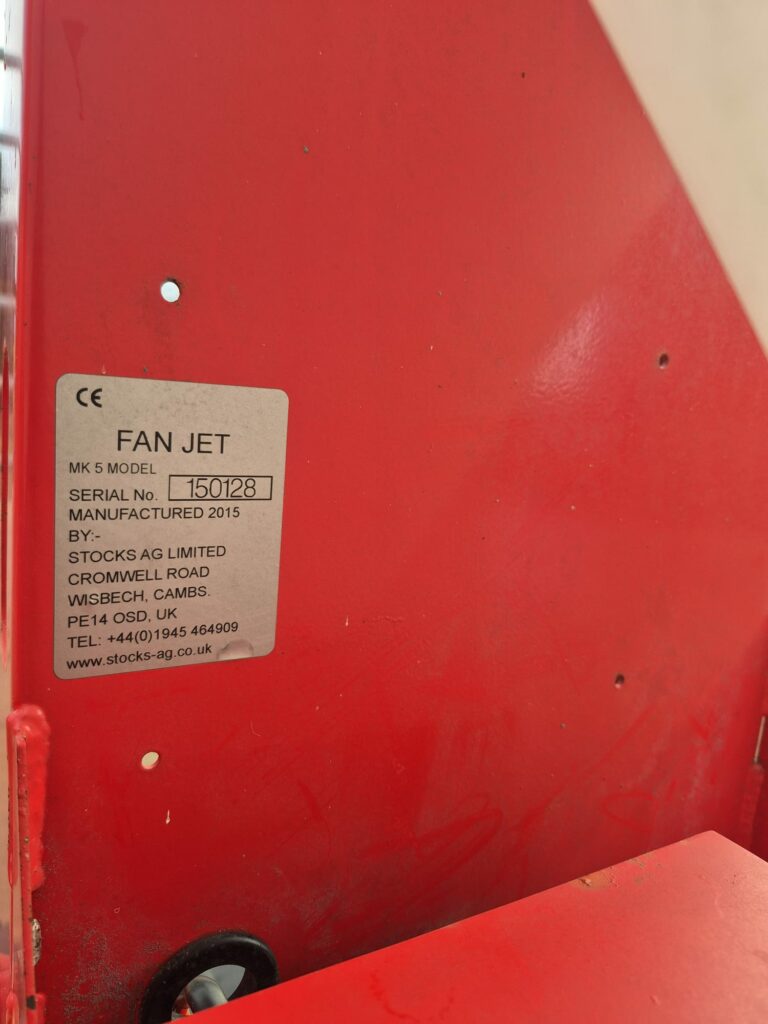 CE
FAN JET
MK 5 MODEL
SERIAL No. 150128
MANUFACTURED 2015
BY:-
STOCKS AG LIMITED
CROMWELL ROAD
WISBECH, CAMBS.
PE14 OSD, UK
TEL: +44(0)1945 464909
www.stocks-ag.co.uk